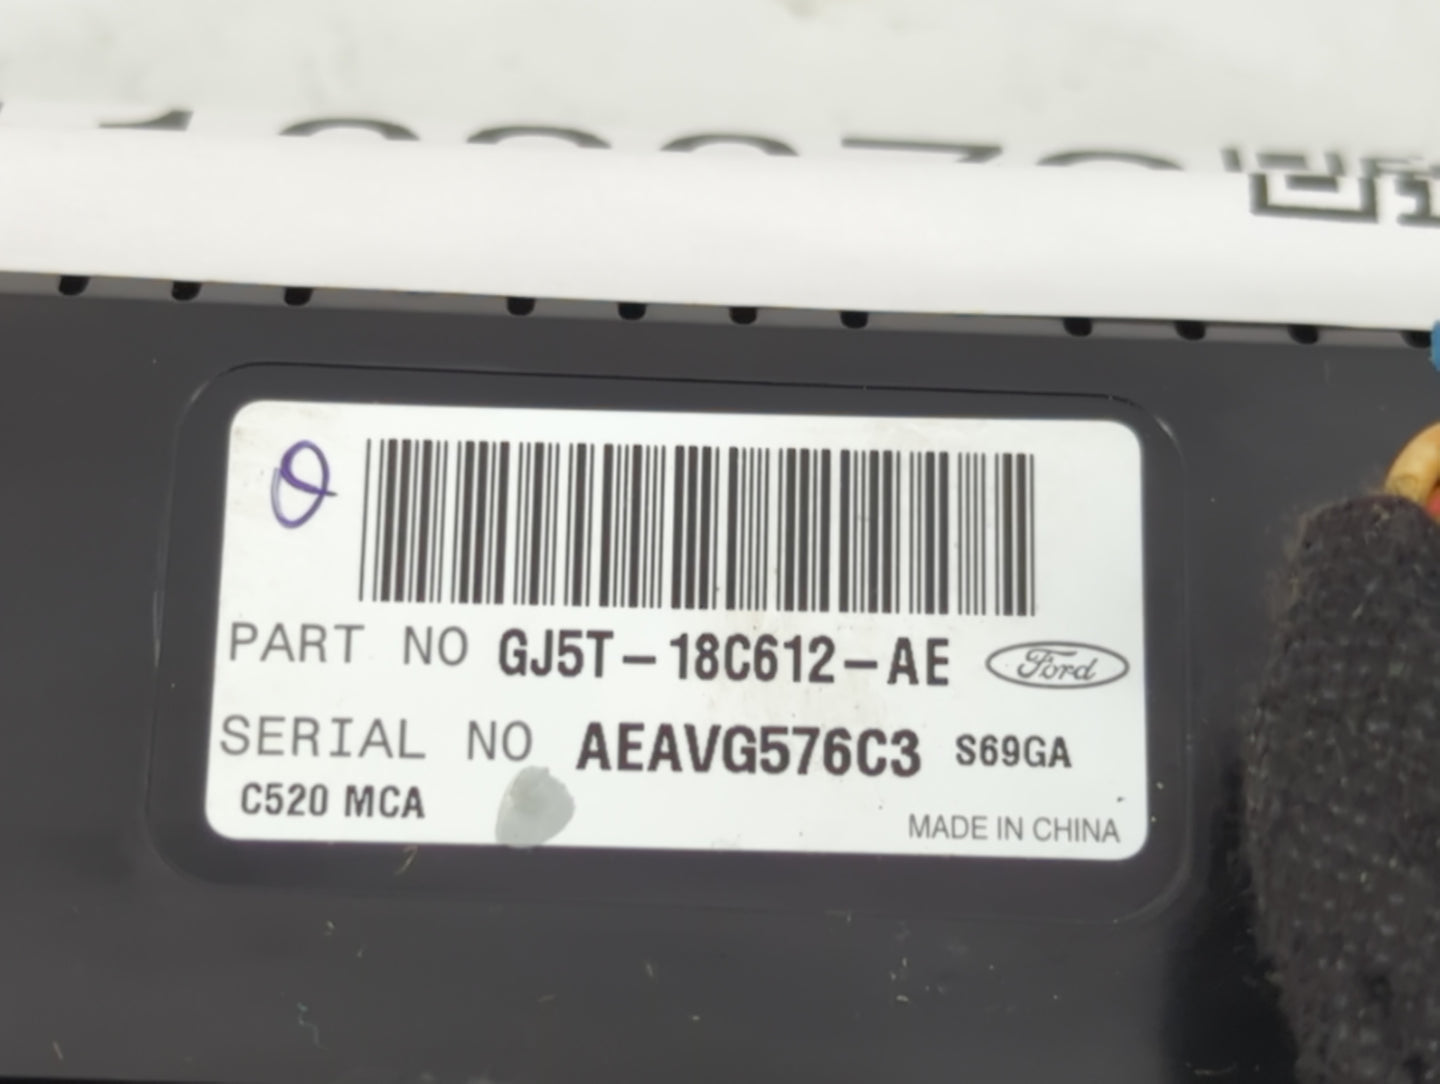 PART NO GJ5T-18C612-AE Ford
SERIAL NO AEAVG576C3 S69GA
C520 MCA
MADE IN CHINA